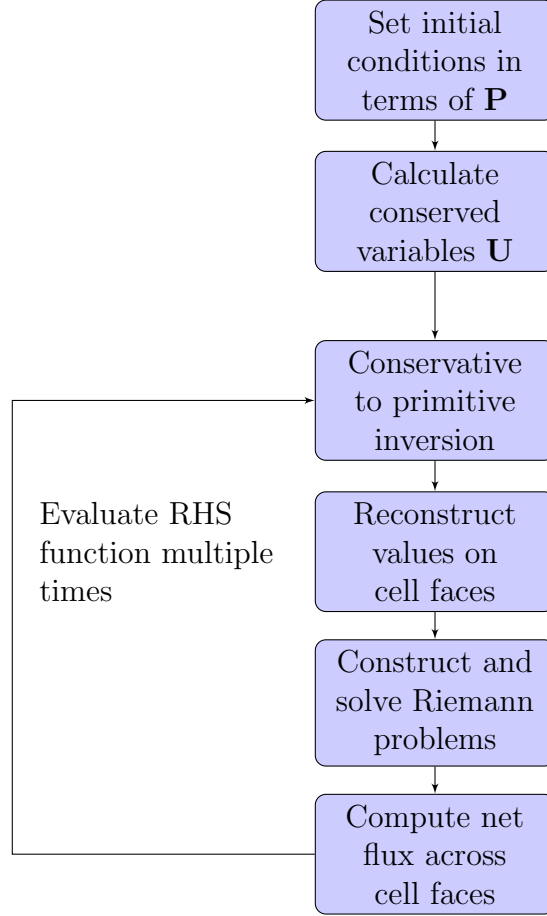 Set initial
conditions in
terms of P
Calculate
conserved
variables U
Conservative
to primitive
inversion
Evaluate RHS
function multiple
times
Reconstruct
values on
cell faces
Construct and
solve Riemann
problems
Compute net
flux across
cell faces